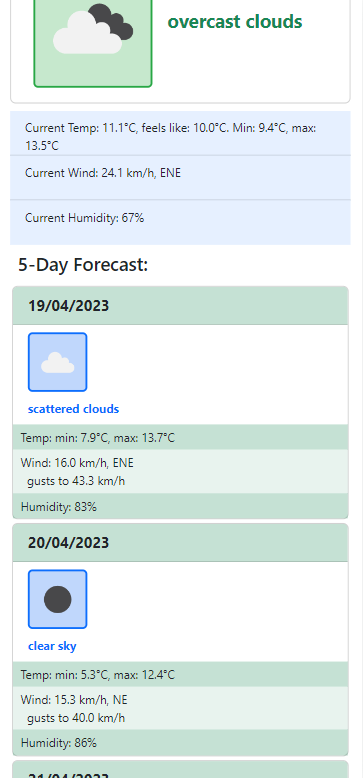 overcast clouds
Current Temp: 11.1°C, feels like: 10.0°C. Min: 9.4°C, max:
13.5°C
Current Wind: 24.1 km/h, ENE
Current Humidity: 67%
5-Day Forecast:
19/04/2023
scattered clouds
Temp: min: 7.9°C, max: 13.7°C
Wind: 16.0 km/h, ENE
gusts to 43.3 km/h
Humidity: 83%
20/04/2023
clear sky
Temp: min: 5.3°C, max: 12.4°C
Wind: 15.3 km/h, NE
gusts to 40.0 km/h
Humidity: 86%
21/04/2023